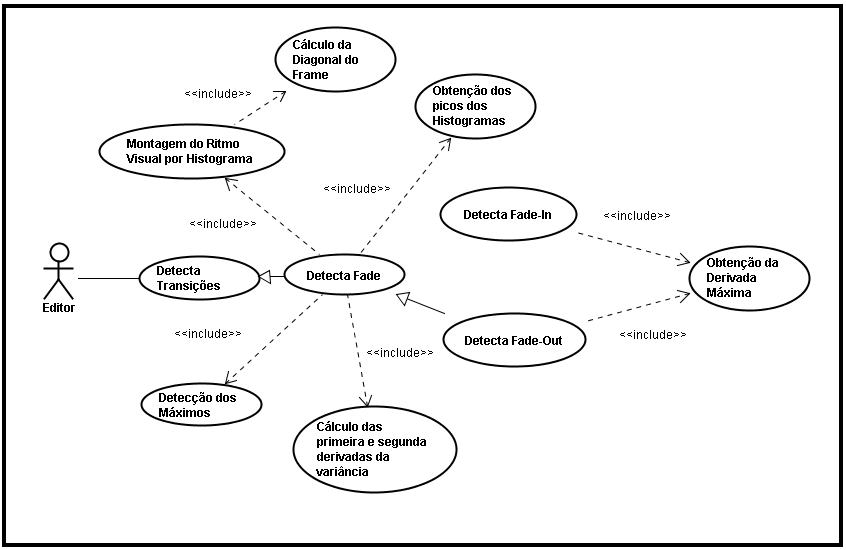 Cálculo da
Diagonal do
Frame
<<include>>
Obtenção dos
picos dos
Histogramas
Montagem do Ritmo
Visual por Histograma
<<include>>
<<include>>
Detecta Fade-In
<<include>>
Editor
Detecta
Transições
Detecta Fade
Obtenção da
Derivada
Máxima
<<include>>
<<include>>
Detecta Fade-Out
<<include>>
Detecção dos
Máximos
Cálculo das
primeira e segunda
derivadas da
variância